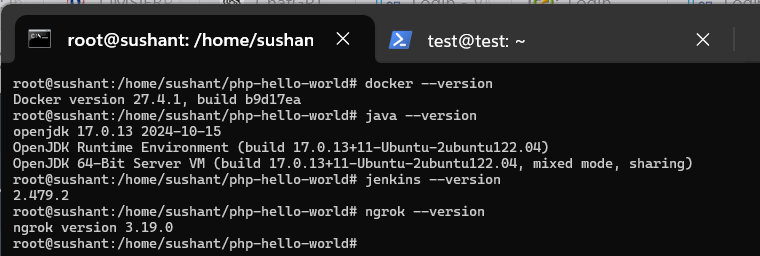 root@sushant: /home/sushan
test@test: ~
root@sushant:/home/sushant/php-hello-world# docker --version
Docker version 27.4.1, build b9d17ea
root@sushant:/home/sushant/php-hello-world# java --version
openjdk 17.0.13 2024-10-15
OpenJDK Runtime Environment (build 17.0.13+11-Ubuntu-2ubuntu122.04)
OpenJDK 64-Bit Server VM (build 17.0.13+11-Ubuntu-2ubuntu122.04, mixed mode, sharing)
root@sushant:/home/sushant/php-hello-world# jenkins --version
2.479.2
root@sushant:/home/sushant/php-hello-world# ngrok --version
ngrok version 3.19.0
root@sushant:/home/sushant/php-hello-world#